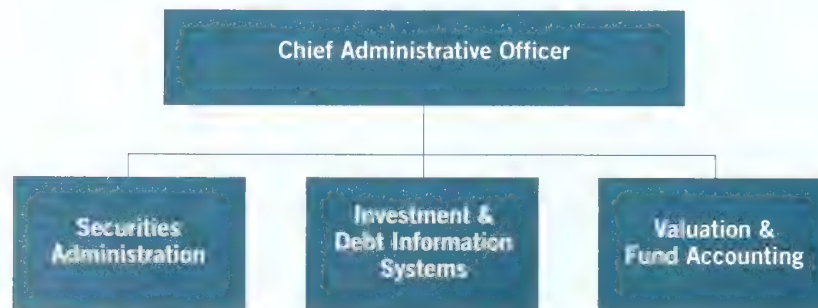 Chief Administrative Officer
Securities
Administration
Investment &
Debt Information
Systems
Valuation &
Fund Accounting